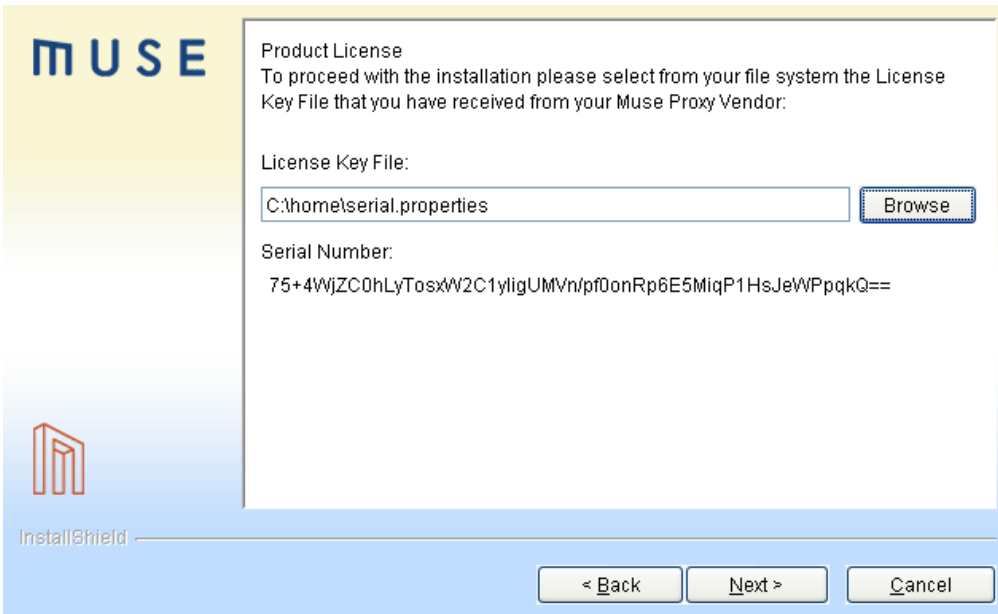 MUSE
Product License
To proceed with the installation please select from your file system the License
Key File that you have received from your Muse Proxy Vendor:
License Key File:
C:\home\serial.properties
Browse
Serial Number:
75+4WjZC0hLyTosxW2C1yligUMVn/pf0onRp6E5MiqP1HsJeWPpqkQ==
InstallShield
< Back
Next >
Cancel